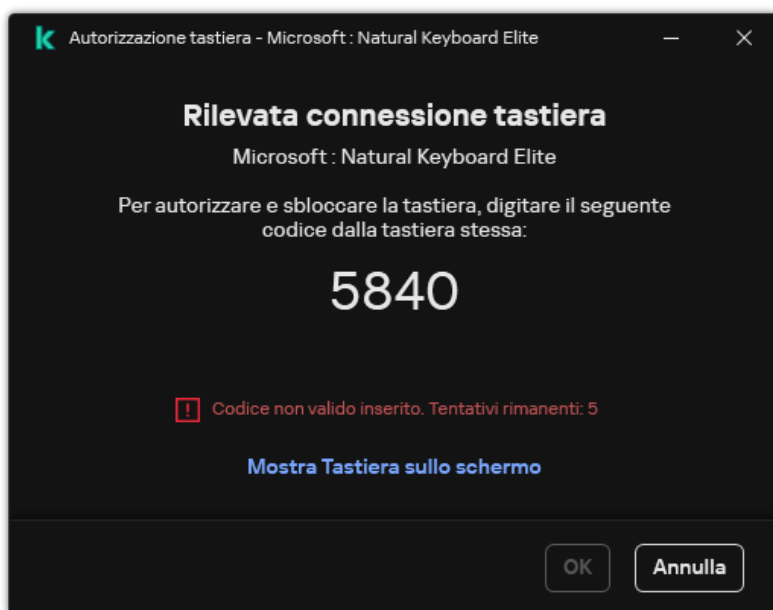 Autorizzazione tastiera - Microsoft : Natural Keyboard Elite
Rilevata connessione tastiera
Microsoft : Natural Keyboard Elite
Per autorizzare e sbloccare la tastiera, digitare il seguente
codice dalla tastiera stessa:
5840
Codice non valido inserito. Tentativi rimanenti: 5
Mostra Tastiera sullo schermo
OK
Annulla